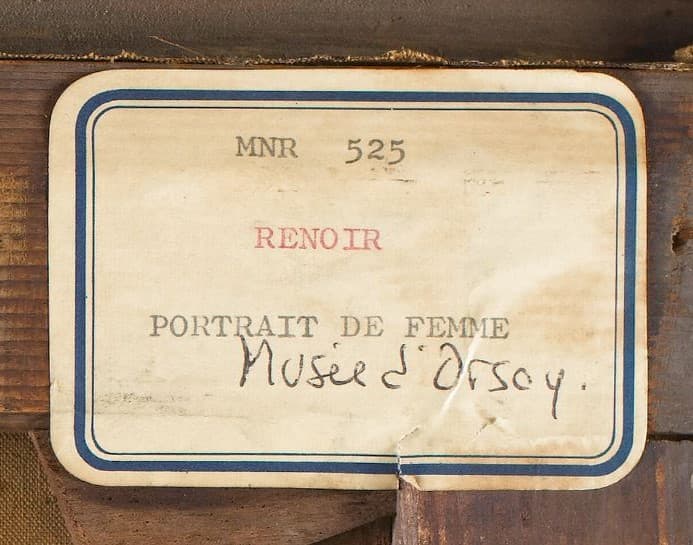 MNR 525
RENOIR
PORTRAIT DE FEMME
Musée d'Orsay.